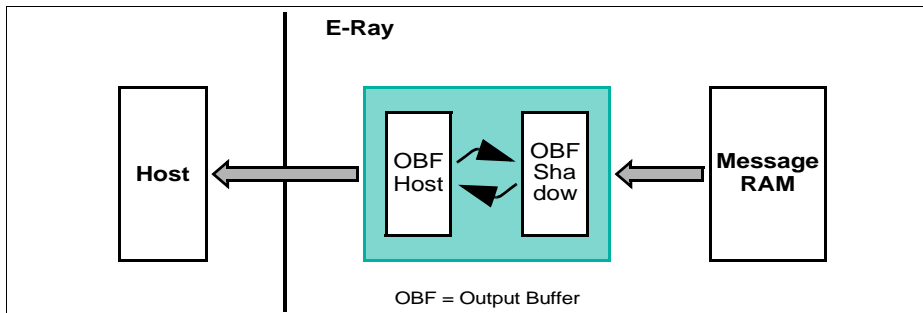 E-Ray
Host
OBF
Host
OBF
Sha
dow
Message
RAM
OBF = Output Buffer